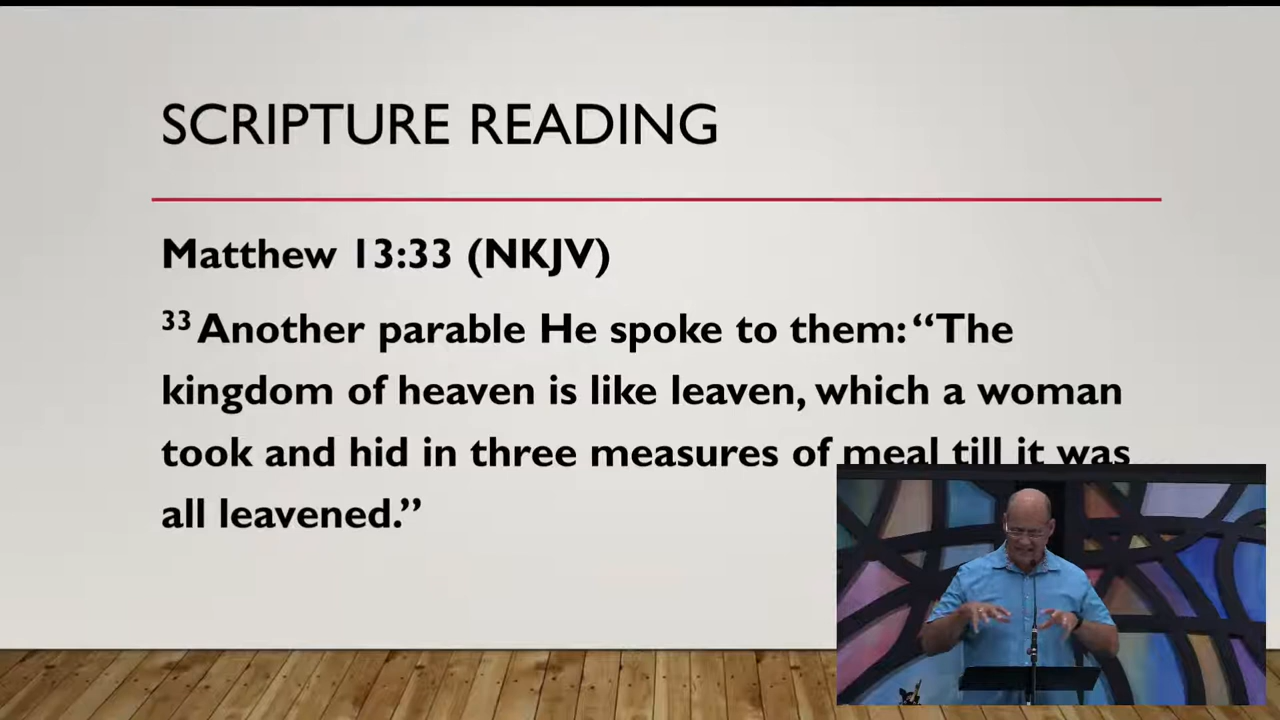 SCRIPTURE READING
Matthew 13:33 (NKJV)
33 Another parable He spoke to them: “The
kingdom of heaven is like leaven, which a woman
took and hid in three measures of meal till it was
all leavened.”